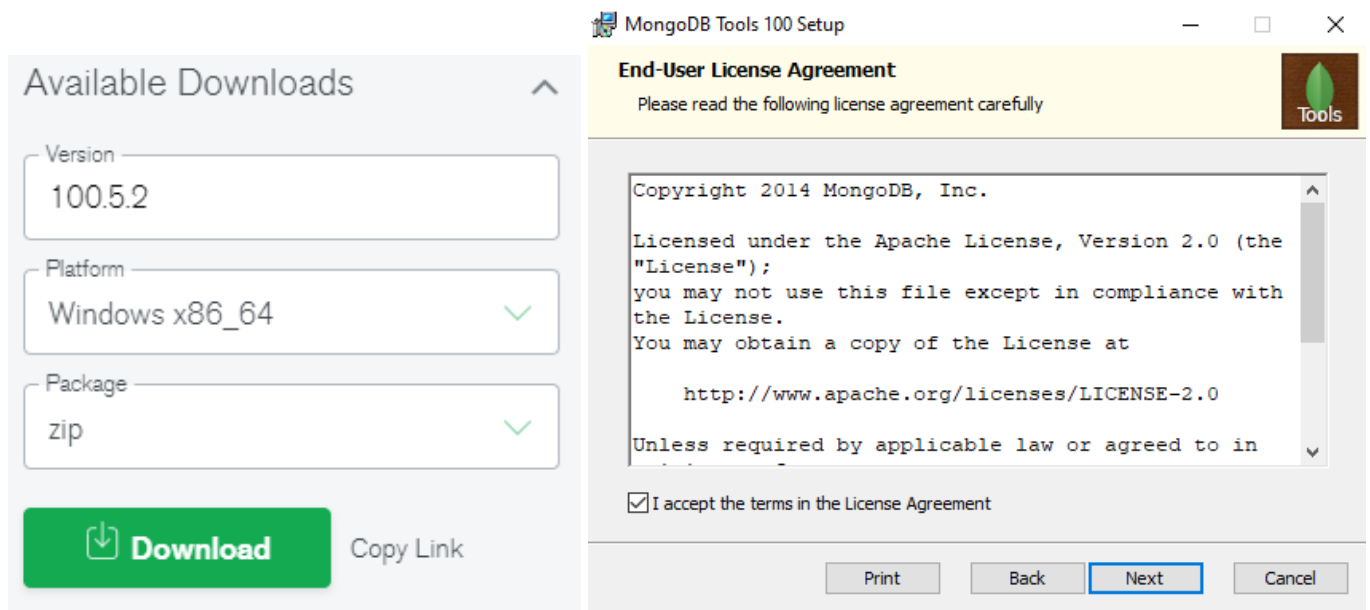 Available Downloads
Version
100.5.2
Platform
Windows x86_64
Package
zip
Download
Copy Link
MongoDB Tools 100 Setup
End-User License Agreement
Please read the following license agreement carefully
Tools
Copyright 2014 MongoDB, Inc.
Licensed under the Apache License, Version 2.0 (the
"License");
you may not use this file except in compliance with
the License.
You may obtain a copy of the License at
http://www.apache.org/licenses/LICENSE-2.0
Unless required by applicable law or agreed to in
I accept the terms in the License Agreement
Print
Back
Next
Cancel